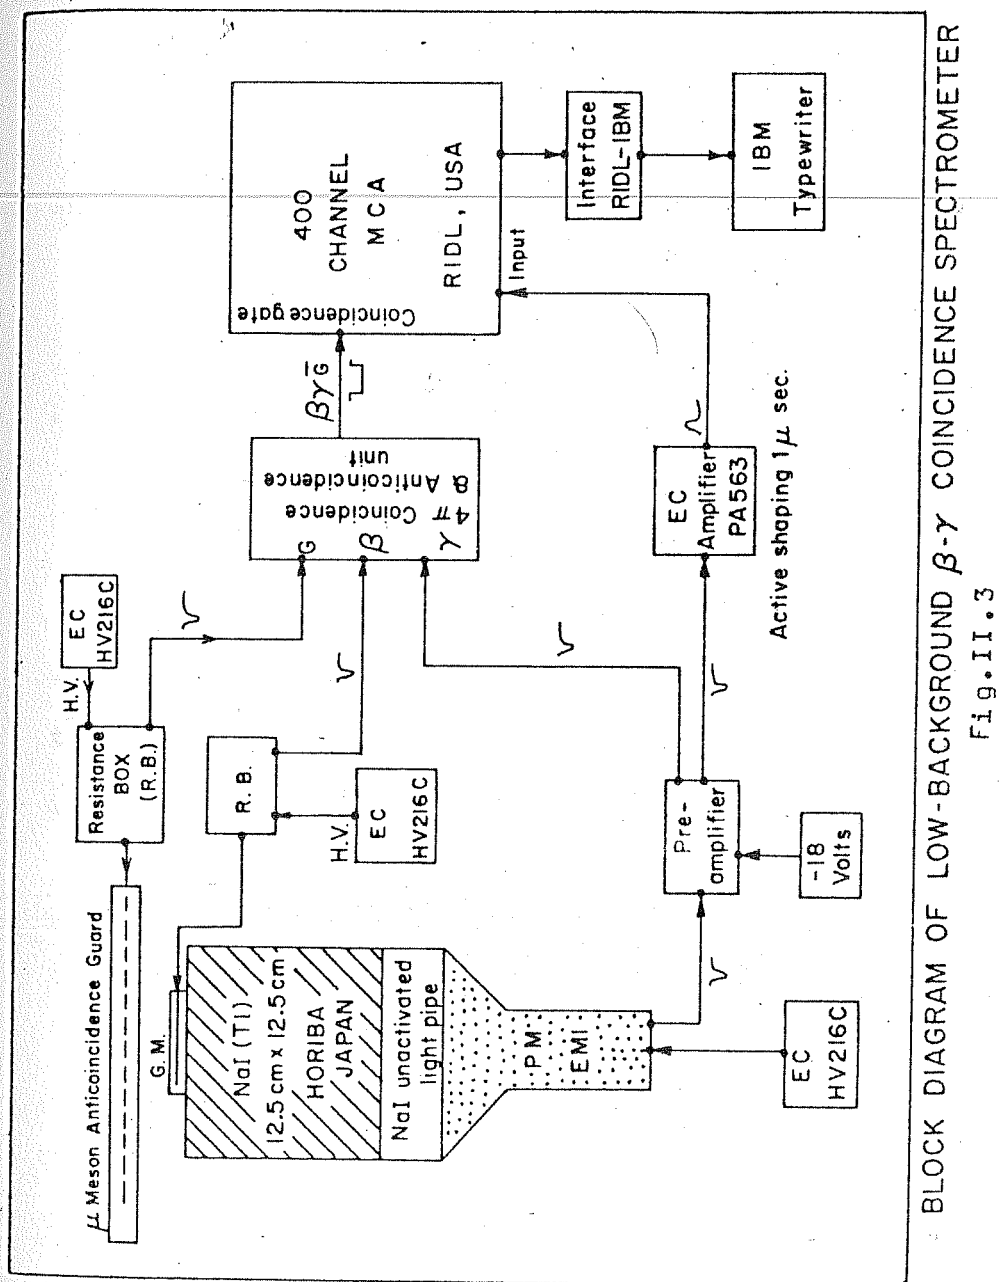 μ Meson Anticoincidence Guard
Resistance
BOX
(R.B.)
H.V.
EC
HV216C
G.M.
NaI (Tl)
12.5 cm x 12.5 cm
HORIBA
JAPAN
NaI unactivated
light pipe
PM
EMI
EC
HV216C
R.B.
H.V.
EC
HV216C
Pre-
amplifier
-18
Volts
G
β
γ
4π Coincidence
& Anticoincidence
unit
βγG̅
Coincidence gate
400
CHANNEL
MCA
RIDL, USA
Input
EC
Amplifier
PA563
Active shaping 1μ sec.
Interface
RIDL-IBM
IBM
Typewriter
BLOCK DIAGRAM OF LOW-BACKGROUND β-γ COINCIDENCE SPECTROMETER
Fig.II.3